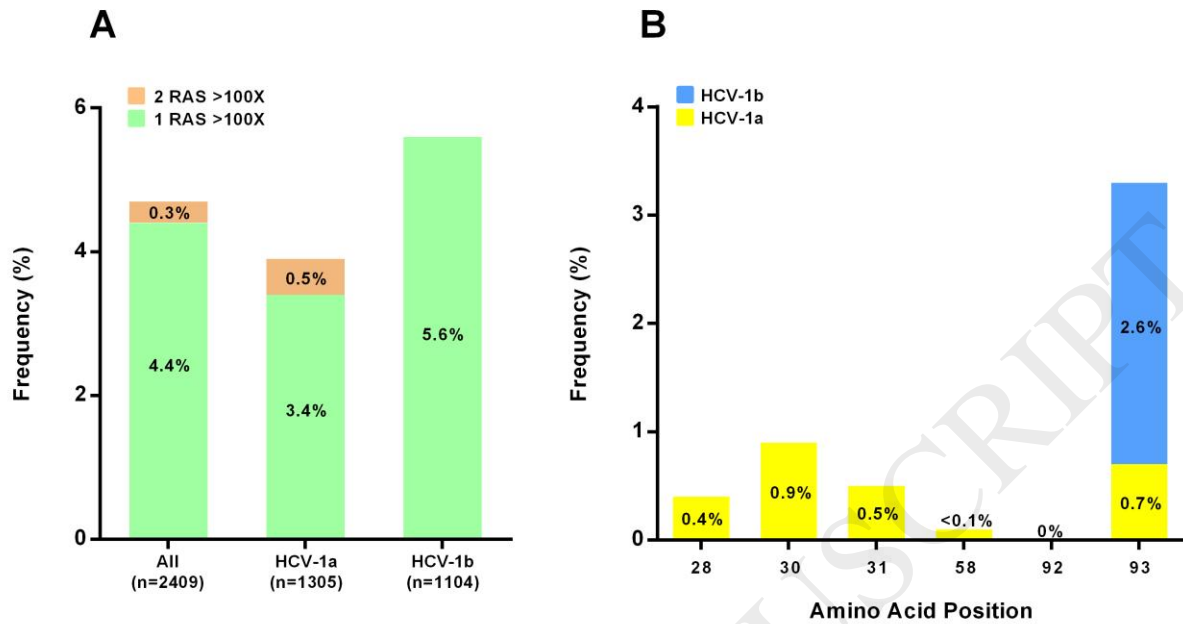 A
2 RAS >100X
1 RAS >100X
Frequency (%)
6
4
2
0
0.3%
4.4%
0.5%
3.4%
5.6%
All
(n=2409)
HCV-1a
(n=1305)
HCV-1b
(n=1104)
B
HCV-1b
HCV-1a
Frequency (%)
4
3
2
1
0
0.4%
0.9%
0.5%
<0.1%
0%
2.6%
0.7%
28 30 31 58 92 93
Amino Acid Position
USCRIPT